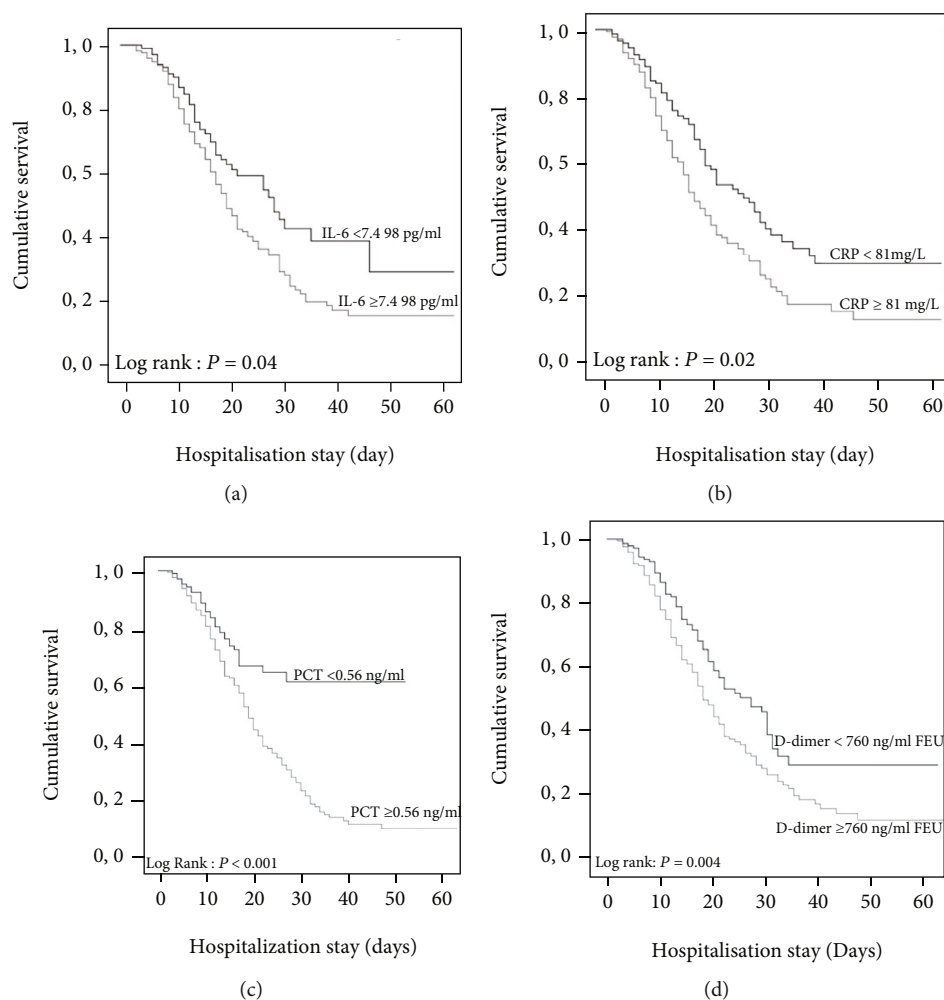 Cumulative servival
1, 0
0, 8
0, 5
0, 4
0, 2
0, 0
IL-6 <7.4 98 pg/ml
IL-6 ≥7.4 98 pg/ml
Log rank : P = 0.04
0 10 20 30 40 50 60
Hospitalisation stay (day)
(a)
Cumulative servival
1, 0
0, 8
0, 5
0, 4
0, 2
0, 0
CRP < 81mg/L
CRP ≥ 81 mg/L
Log rank : P = 0.02
0 10 20 30 40 50 60
Hospitalisation stay (day)
(b)
Cumulative survival
1, 0
0, 8
0, 6
0, 4
0, 2
0, 0
PCT <0.56 ng/ml
PCT ≥0.56 ng/ml
Log Rank : P < 0.001
0 10 20 30 40 50 60
Hospitalization stay (days)
(c)
Cumulative survival
1, 0
0, 8
0, 6
0, 4
0, 2
0, 0
D-dimer < 760 ng/ml FEU
D-dimer ≥760 ng/ml FEU
Log rank: P = 0.004
0 10 20 30 40 50 60
Hospitalisation stay (Days)
(d)